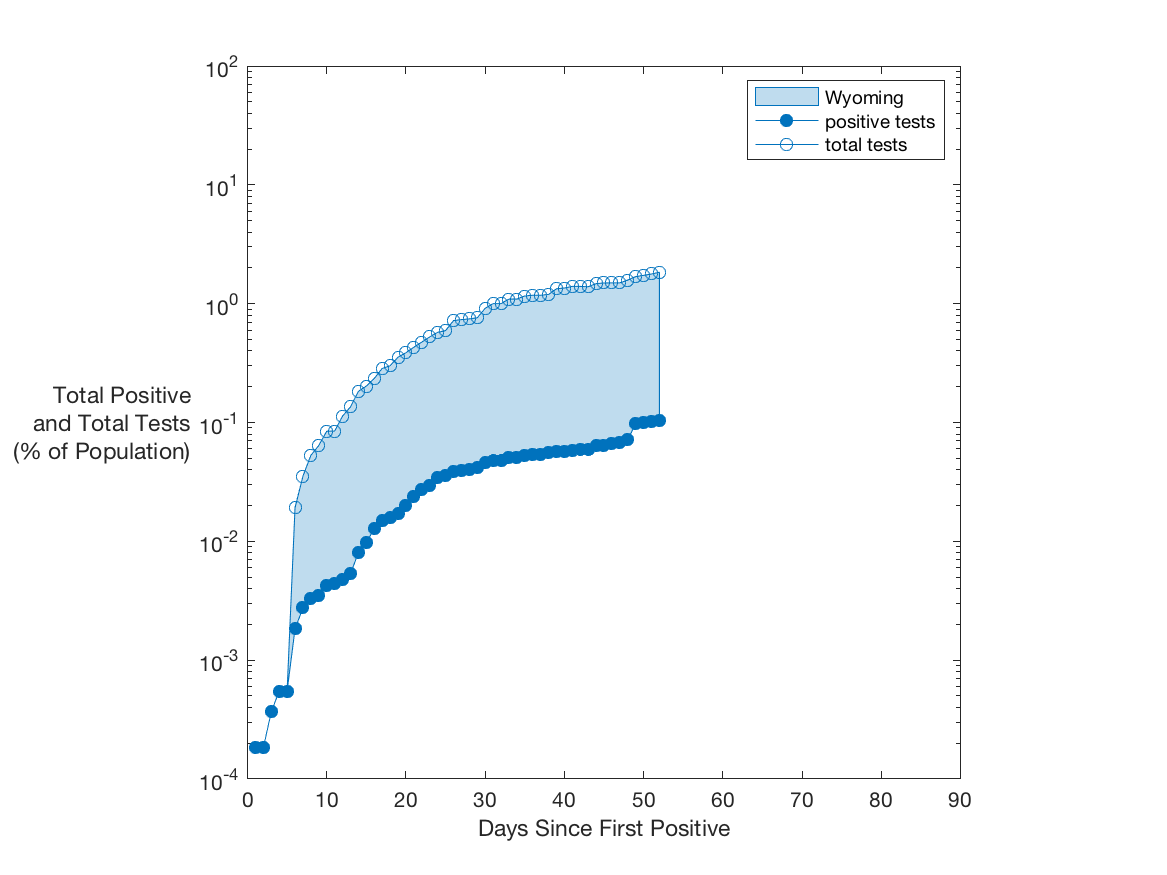 10^2
10^1
10^0
10^-1
10^-2
10^-3
10^-4
Total Positive
and Total Tests
(% of Population)
Wyoming
positive tests
total tests
0 10 20 30 40 50 60 70 80 90
Days Since First Positive